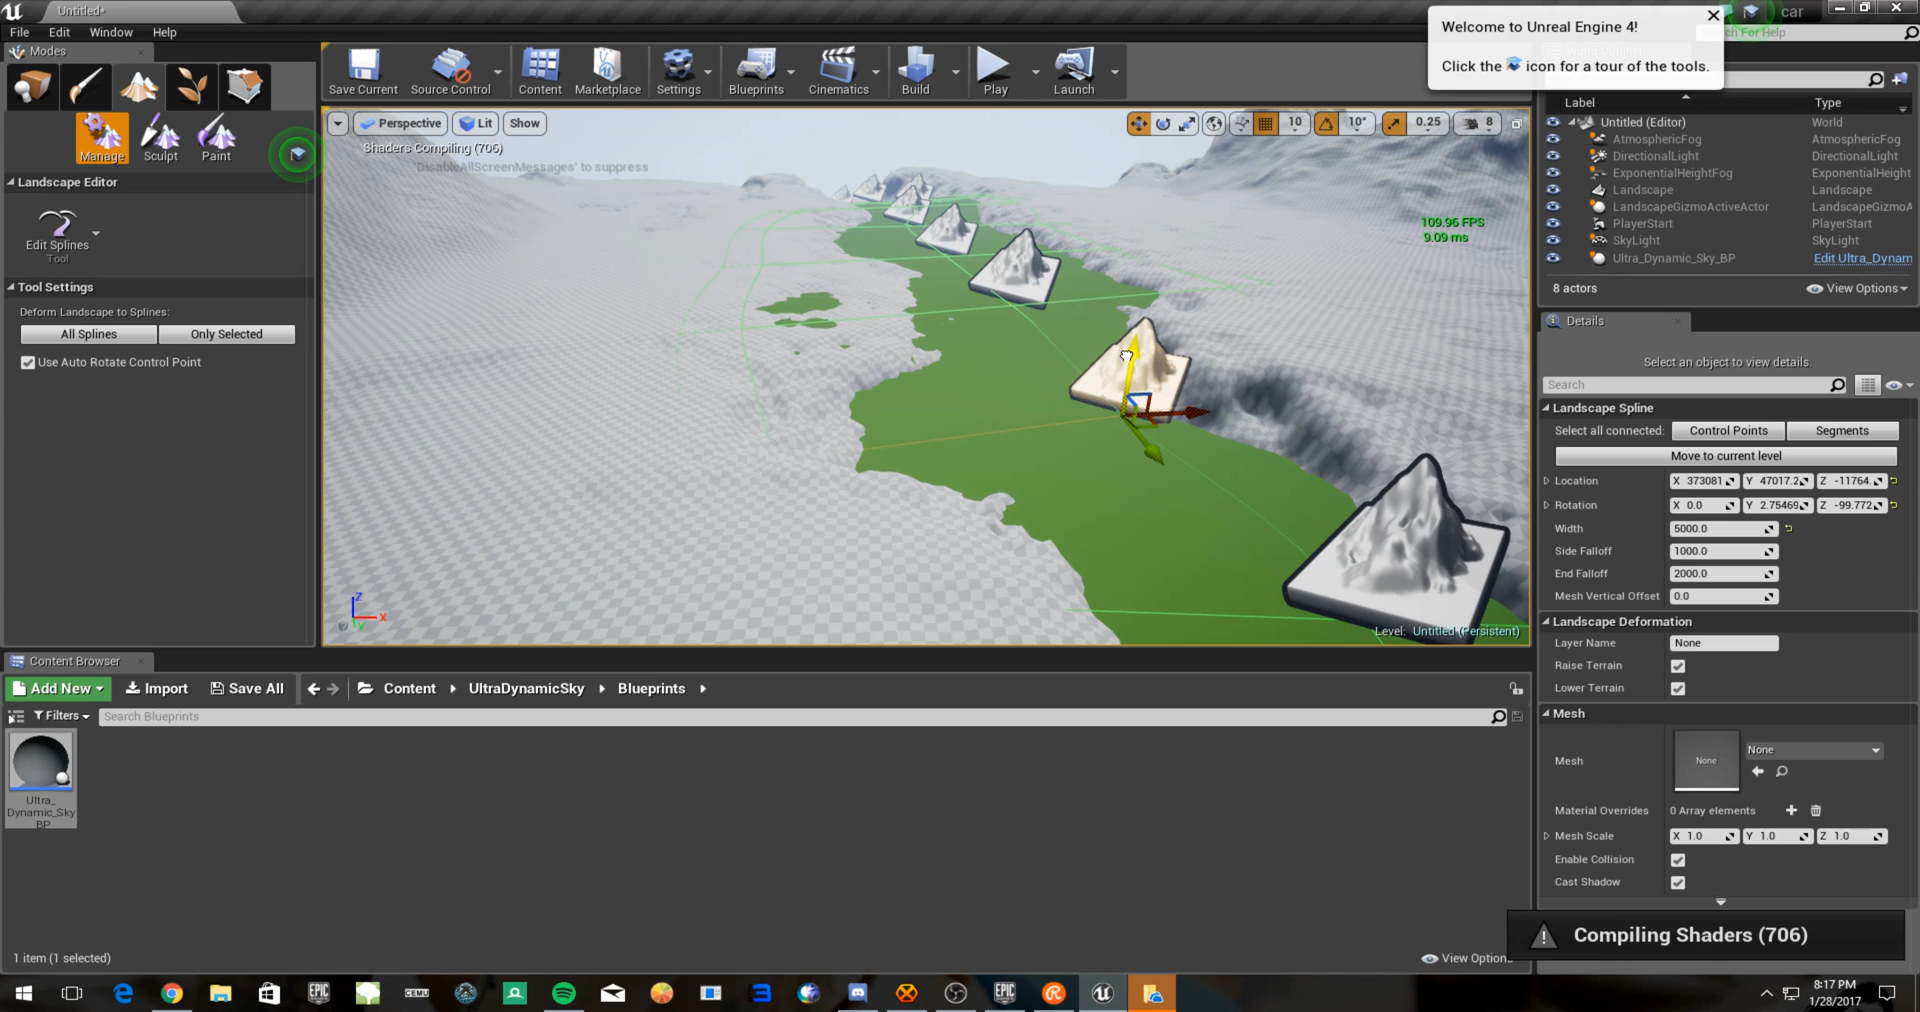 Untitled*
car
File Edit Window Help
Search For Help
Welcome to Unreal Engine 4!
Click the icon for a tour of the tools.
Modes
Save Current Source Control Content Marketplace Settings Blueprints Cinematics Build Play Launch
Manage Sculpt Paint
Landscape Editor
Edit Splines
Tool
Tool Settings
Deform Landscape to Splines:
All Splines Only Selected
Use Auto Rotate Control Point
Perspective Lit Show
10 10° 0.25 8
Shaders Compiling (706)
'DisableAllScreenMessages' to suppress
109.96 FPS
9.09 ms
Z
X
Y
Level: Untitled (Persistent)
Label Type
Untitled (Editor) World
AtmosphericFog AtmosphericFog
DirectionalLight DirectionalLight
ExponentialHeightFog ExponentialHeight
Landscape Landscape
LandscapeGizmoActiveActor LandscapeGizmoA
PlayerStart PlayerStart
SkyLight SkyLight
Ultra_Dynamic_Sky_BP Edit Ultra_Dynam
8 actors View Options
Details
Select an object to view details.
Search
Landscape Spline
Select all connected: Control Points Segments
Move to current level
Location X 373081 Y 47017.2 Z -11764.
Rotation X 0.0 Y 2.75469 Z -99.772
Width 5000.0
Side Falloff 1000.0
End Falloff 2000.0
Mesh Vertical Offset 0.0
Landscape Deformation
Layer Name None
Raise Terrain
Lower Terrain
Mesh
Mesh None None
Material Overrides 0 Array elements
Mesh Scale X 1.0 Y 1.0 Z 1.0
Enable Collision
Cast Shadow
Compiling Shaders (706)
Content Browser
Add New Import Save All Content UltraDynamicSky Blueprints
Filters Search Blueprints
Ultra_
Dynamic_Sky
BP
1 item (1 selected) View Option
EPIC GAMES CEMU EPIC GAMES
8:17 PM
1/28/2017